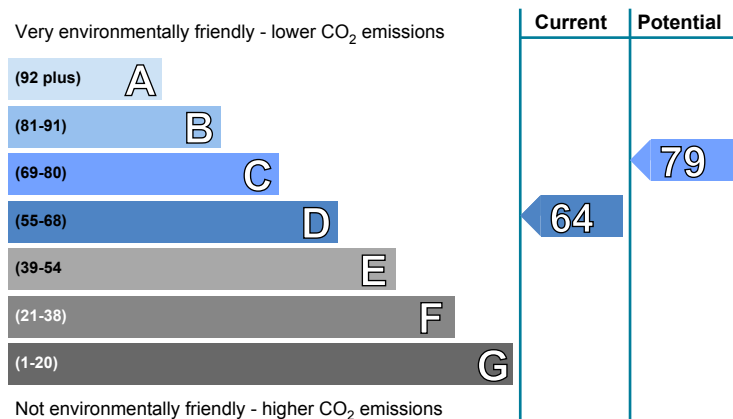 Current Potential
Very environmentally friendly - lower CO₂ emissions
(92 plus) A
(81-91) B
(69-80) C
79
(55-68) D
64
(39-54 E
(21-38) F
(1-20) G
Not environmentally friendly - higher CO₂ emissions